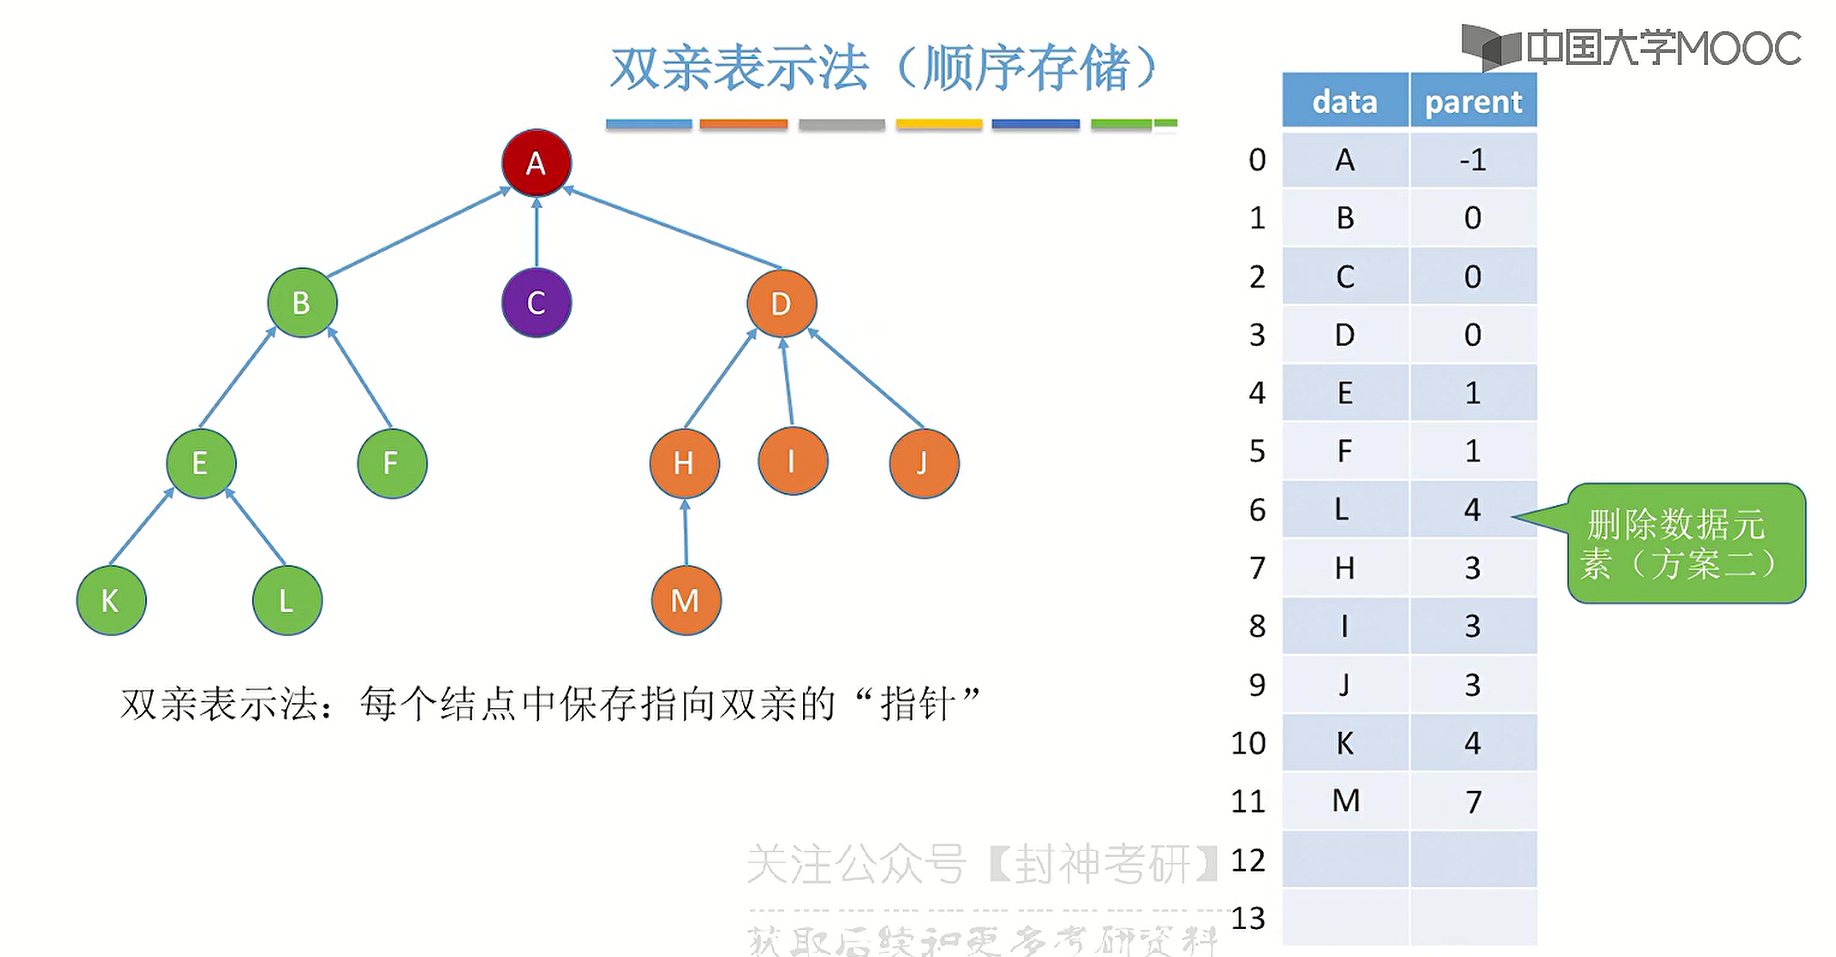 中国大学MOOC
双亲表示法（顺序存储）
data parent
A
B C D
E F H I J
K L M
0 A -1
1 B 0
2 C 0
3 D 0
4 E 1
5 F 1
6 L 4
7 H 3
8 I 3
9 J 3
10 K 4
11 M 7
12
13
删除数据元
素（方案二）
双亲表示法：每个结点中保存指向双亲的“指针”
关注公众号【封神考研】
获取后续和更多考研资料